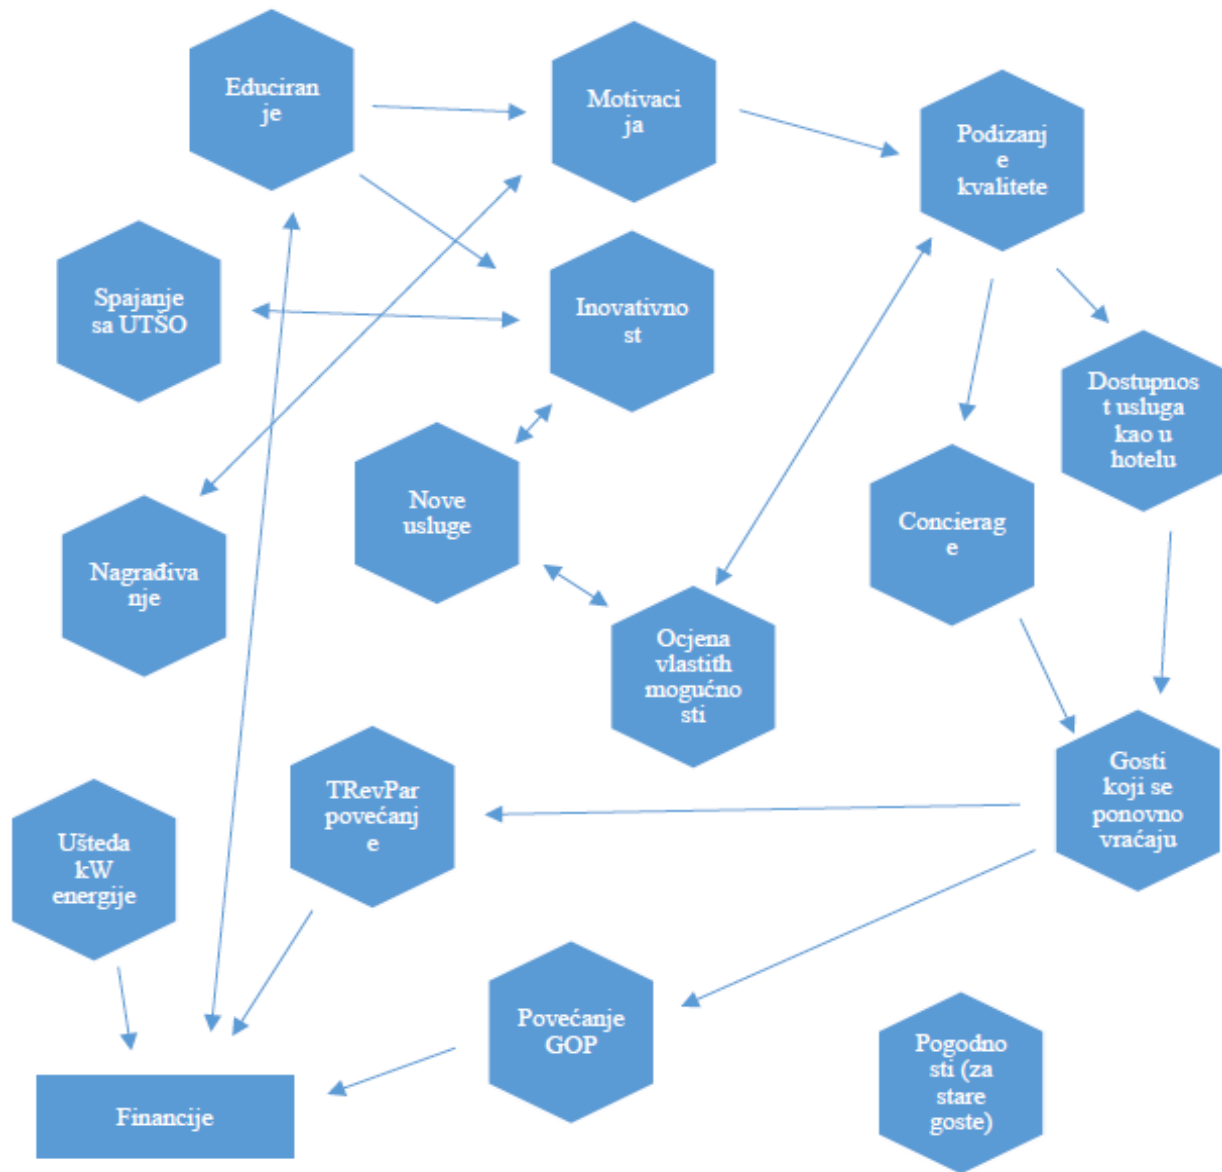 Educiran
je
Motivaci
ja
Podizanj
e
kvalitete
Spajanje
sa UTŠO
Inovativno
st
Dostupnos
t usluga
kao u
hotelu
Nove
usluge
Concierag
e
Nagrađiva
nje
Ocjena
vlastith
mogućno
sti
TRevPar
povećanj
e
Gosti
koji se
ponovno
vraćaju
Ušteda
kW
energije
Povećanje
GOP
Pogodno
sti (za
stare
goste)
Financije